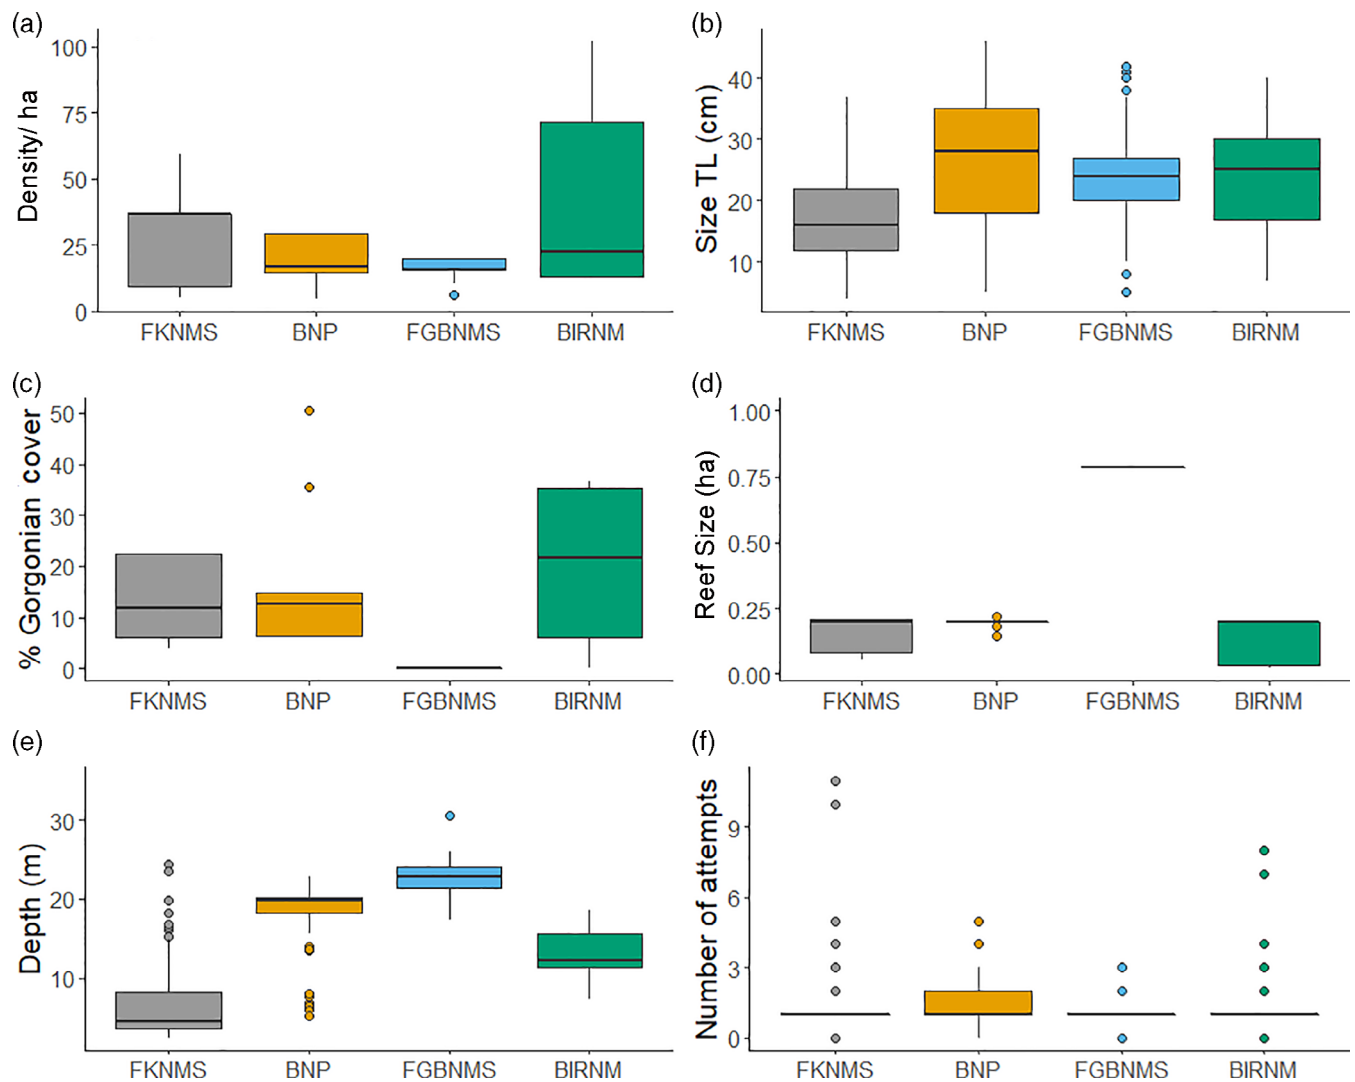 (a)
Density/ ha
100
75
50
25
0
FKNMS BNP FGBNMS BIRNM
(b)
Size TL (cm)
40
30
20
10
FKNMS BNP FGBNMS BIRNM
(c)
% Gorgonian cover
50
40
30
20
10
0
FKNMS BNP FGBNMS BIRNM
(d)
Reef Size (ha)
1.00
0.75
0.50
0.25
0.00
FKNMS BNP FGBNMS BIRNM
(e)
Depth (m)
30
20
10
FKNMS BNP FGBNMS BIRNM
(f)
Number of attempts
9
6
3
0
FKNMS BNP FGBNMS BIRNM